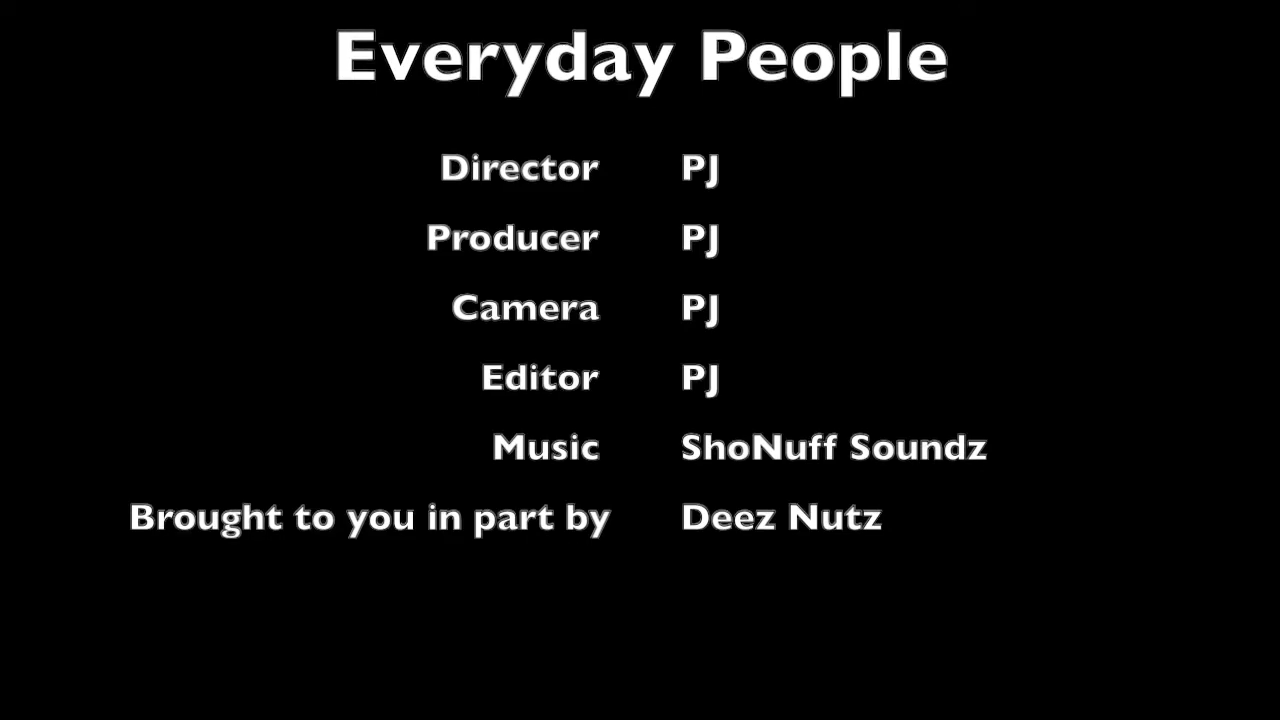 Everyday People
Director PJ
Producer PJ
Camera PJ
Editor PJ
Music ShoNuff Soundz
Brought to you in part by Deez Nutz